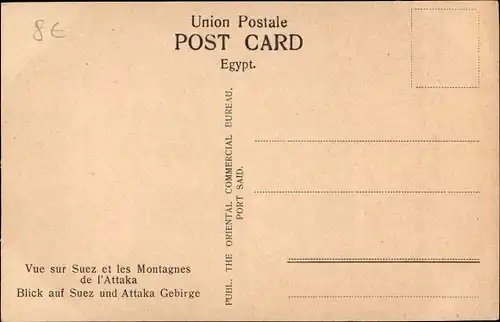 8€
Union Postale
POST CARD
Egypt.
PUBL. THE ORIENTAL COMMERCIAL BUREAU.
PORT SAID.
Vue sur Suez et les Montagnes
de l'Attaka
Blick auf Suez und Attaka Gebirge